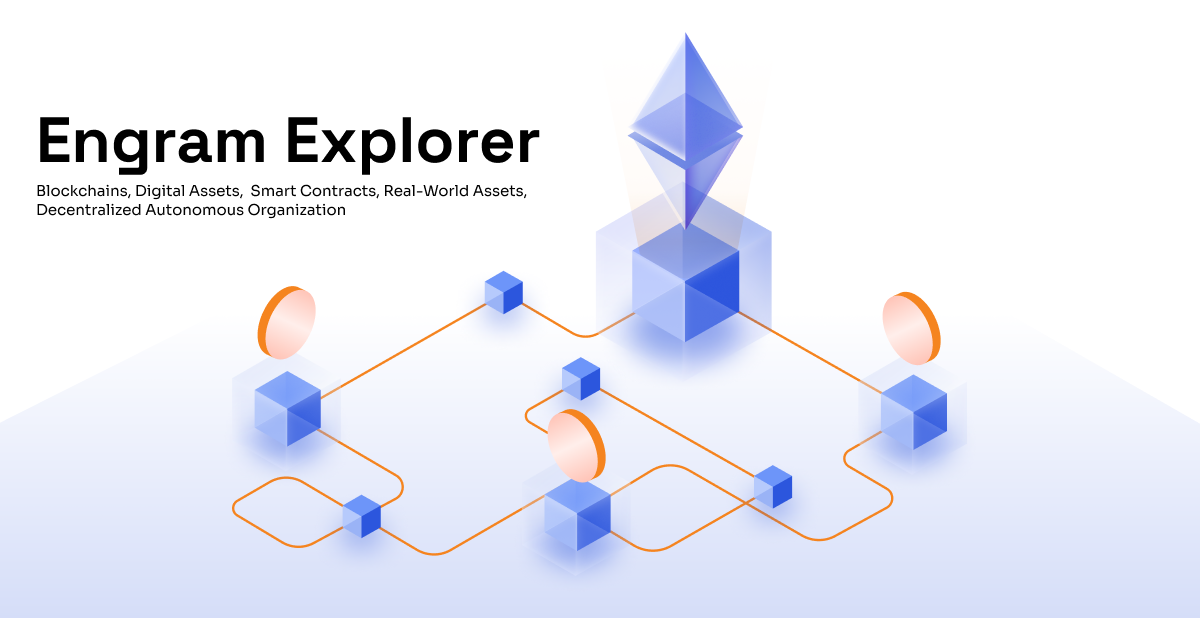 Engram Explorer
Blockchains, Digital Assets,  Smart Contracts, Real-World Assets,
Decentralized Autonomous Organization